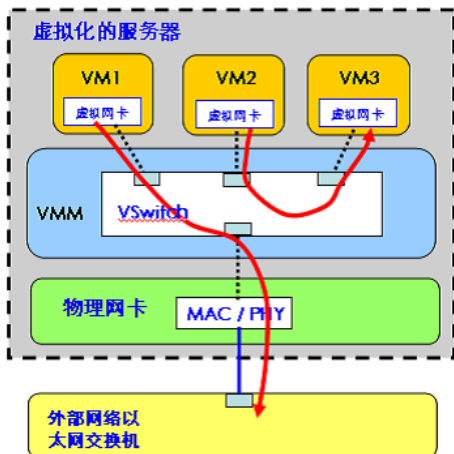 虚拟化的服务器
VM1
VM2
VM3
虚拟网卡
虚拟网卡
虚拟网卡
VMM
VSwitch
物理网卡
MAC / PHY
外部网络以
太网交换机